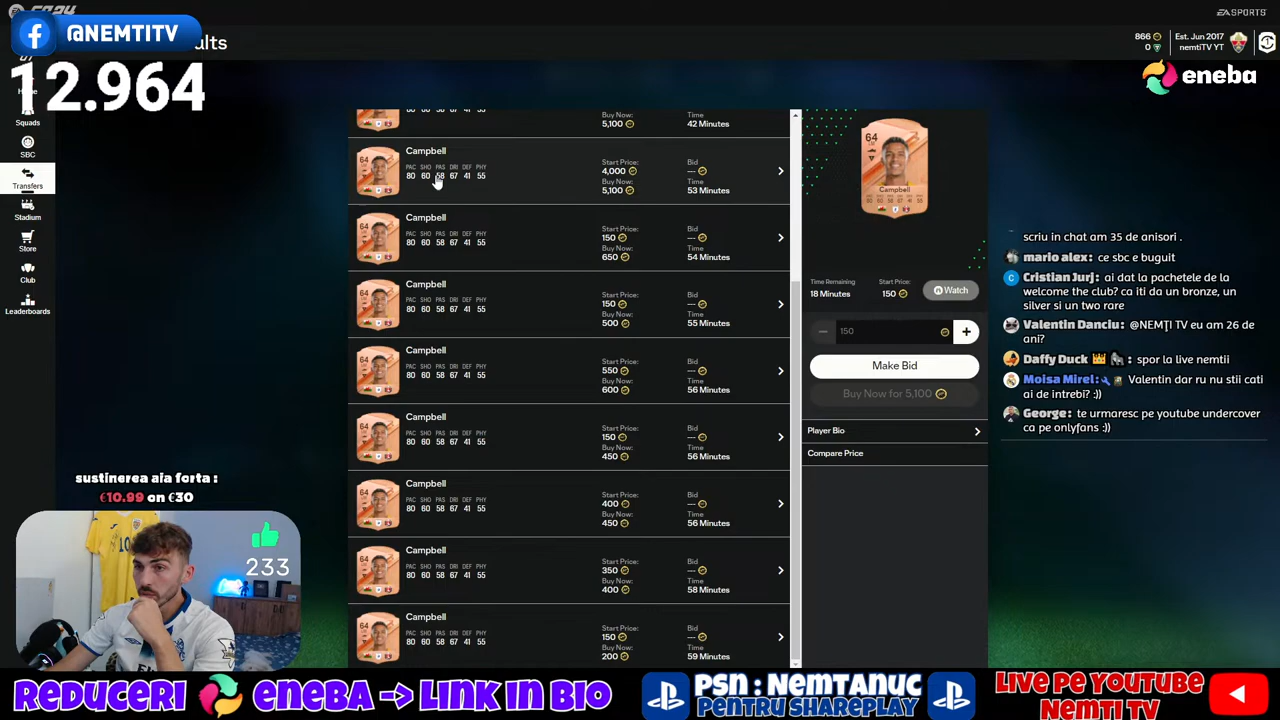 @NEMTITV
ults
12.964
EA SPORTS
866
0
Est. Jun 2017
nemtiTV YT
eneba
Squads
SBC
Transfers
Stadium
Store
Club
Leaderboards
Buy Now:
5,100
Time
42 Minutes
64
Campbell
PAC SHO PAS DRI DEF PHY
80 60 58 67 41 55
Start Price:
4,000
Buy Now:
5,100
Bid
---
Time
53 Minutes
64
Campbell
PAC SHO PAS DRI DEF PHY
80 60 58 67 41 55
Start Price:
150
Buy Now:
650
Bid
---
Time
54 Minutes
64
Campbell
PAC SHO PAS DRI DEF PHY
80 60 58 67 41 55
Start Price:
150
Buy Now:
500
Bid
---
Time
55 Minutes
64
Campbell
PAC SHO PAS DRI DEF PHY
80 60 58 67 41 55
Start Price:
550
Buy Now:
600
Bid
---
Time
56 Minutes
64
Campbell
PAC SHO PAS DRI DEF PHY
80 60 58 67 41 55
Start Price:
150
Buy Now:
450
Bid
---
Time
56 Minutes
64
Campbell
PAC SHO PAS DRI DEF PHY
80 60 58 67 41 55
Start Price:
400
Buy Now:
450
Bid
---
Time
56 Minutes
64
Campbell
PAC SHO PAS DRI DEF PHY
80 60 58 67 41 55
Start Price:
350
Buy Now:
400
Bid
---
Time
58 Minutes
64
Campbell
PAC SHO PAS DRI DEF PHY
80 60 58 67 41 55
Start Price:
150
Buy Now:
200
Bid
---
Time
59 Minutes
64
Campbell
Time Remaining
18 Minutes
Start Price:
150
Watch
150
Make Bid
Buy Now for 5,100
Player Bio
Compare Price
scriu in chat am 35 de anisori .
mario alex: ce sbc e buguit
Cristian Jurj: ai dat la pachetele de la
welcome the club? ca iti da un bronze, un
silver si un two rare
Valentin Danciu: @NEMȚI TV eu am 26 de
ani?
Daffy Duck : spor la live nemtii
Moisa Mirel: Valentin dar ru nu stii cati
ai de intrebi? :))
George: te urmaresc pe youtube undercover
ca pe onlyfans :))
sustinerea aia forta :
€10.99 on €30
233
REDUCERI ENEBA -> LINK IN BIO
PSN : NEMTANUC
PENTRU SHAREPLAY
LIVE PE YOUTUBE
NEMTI TV